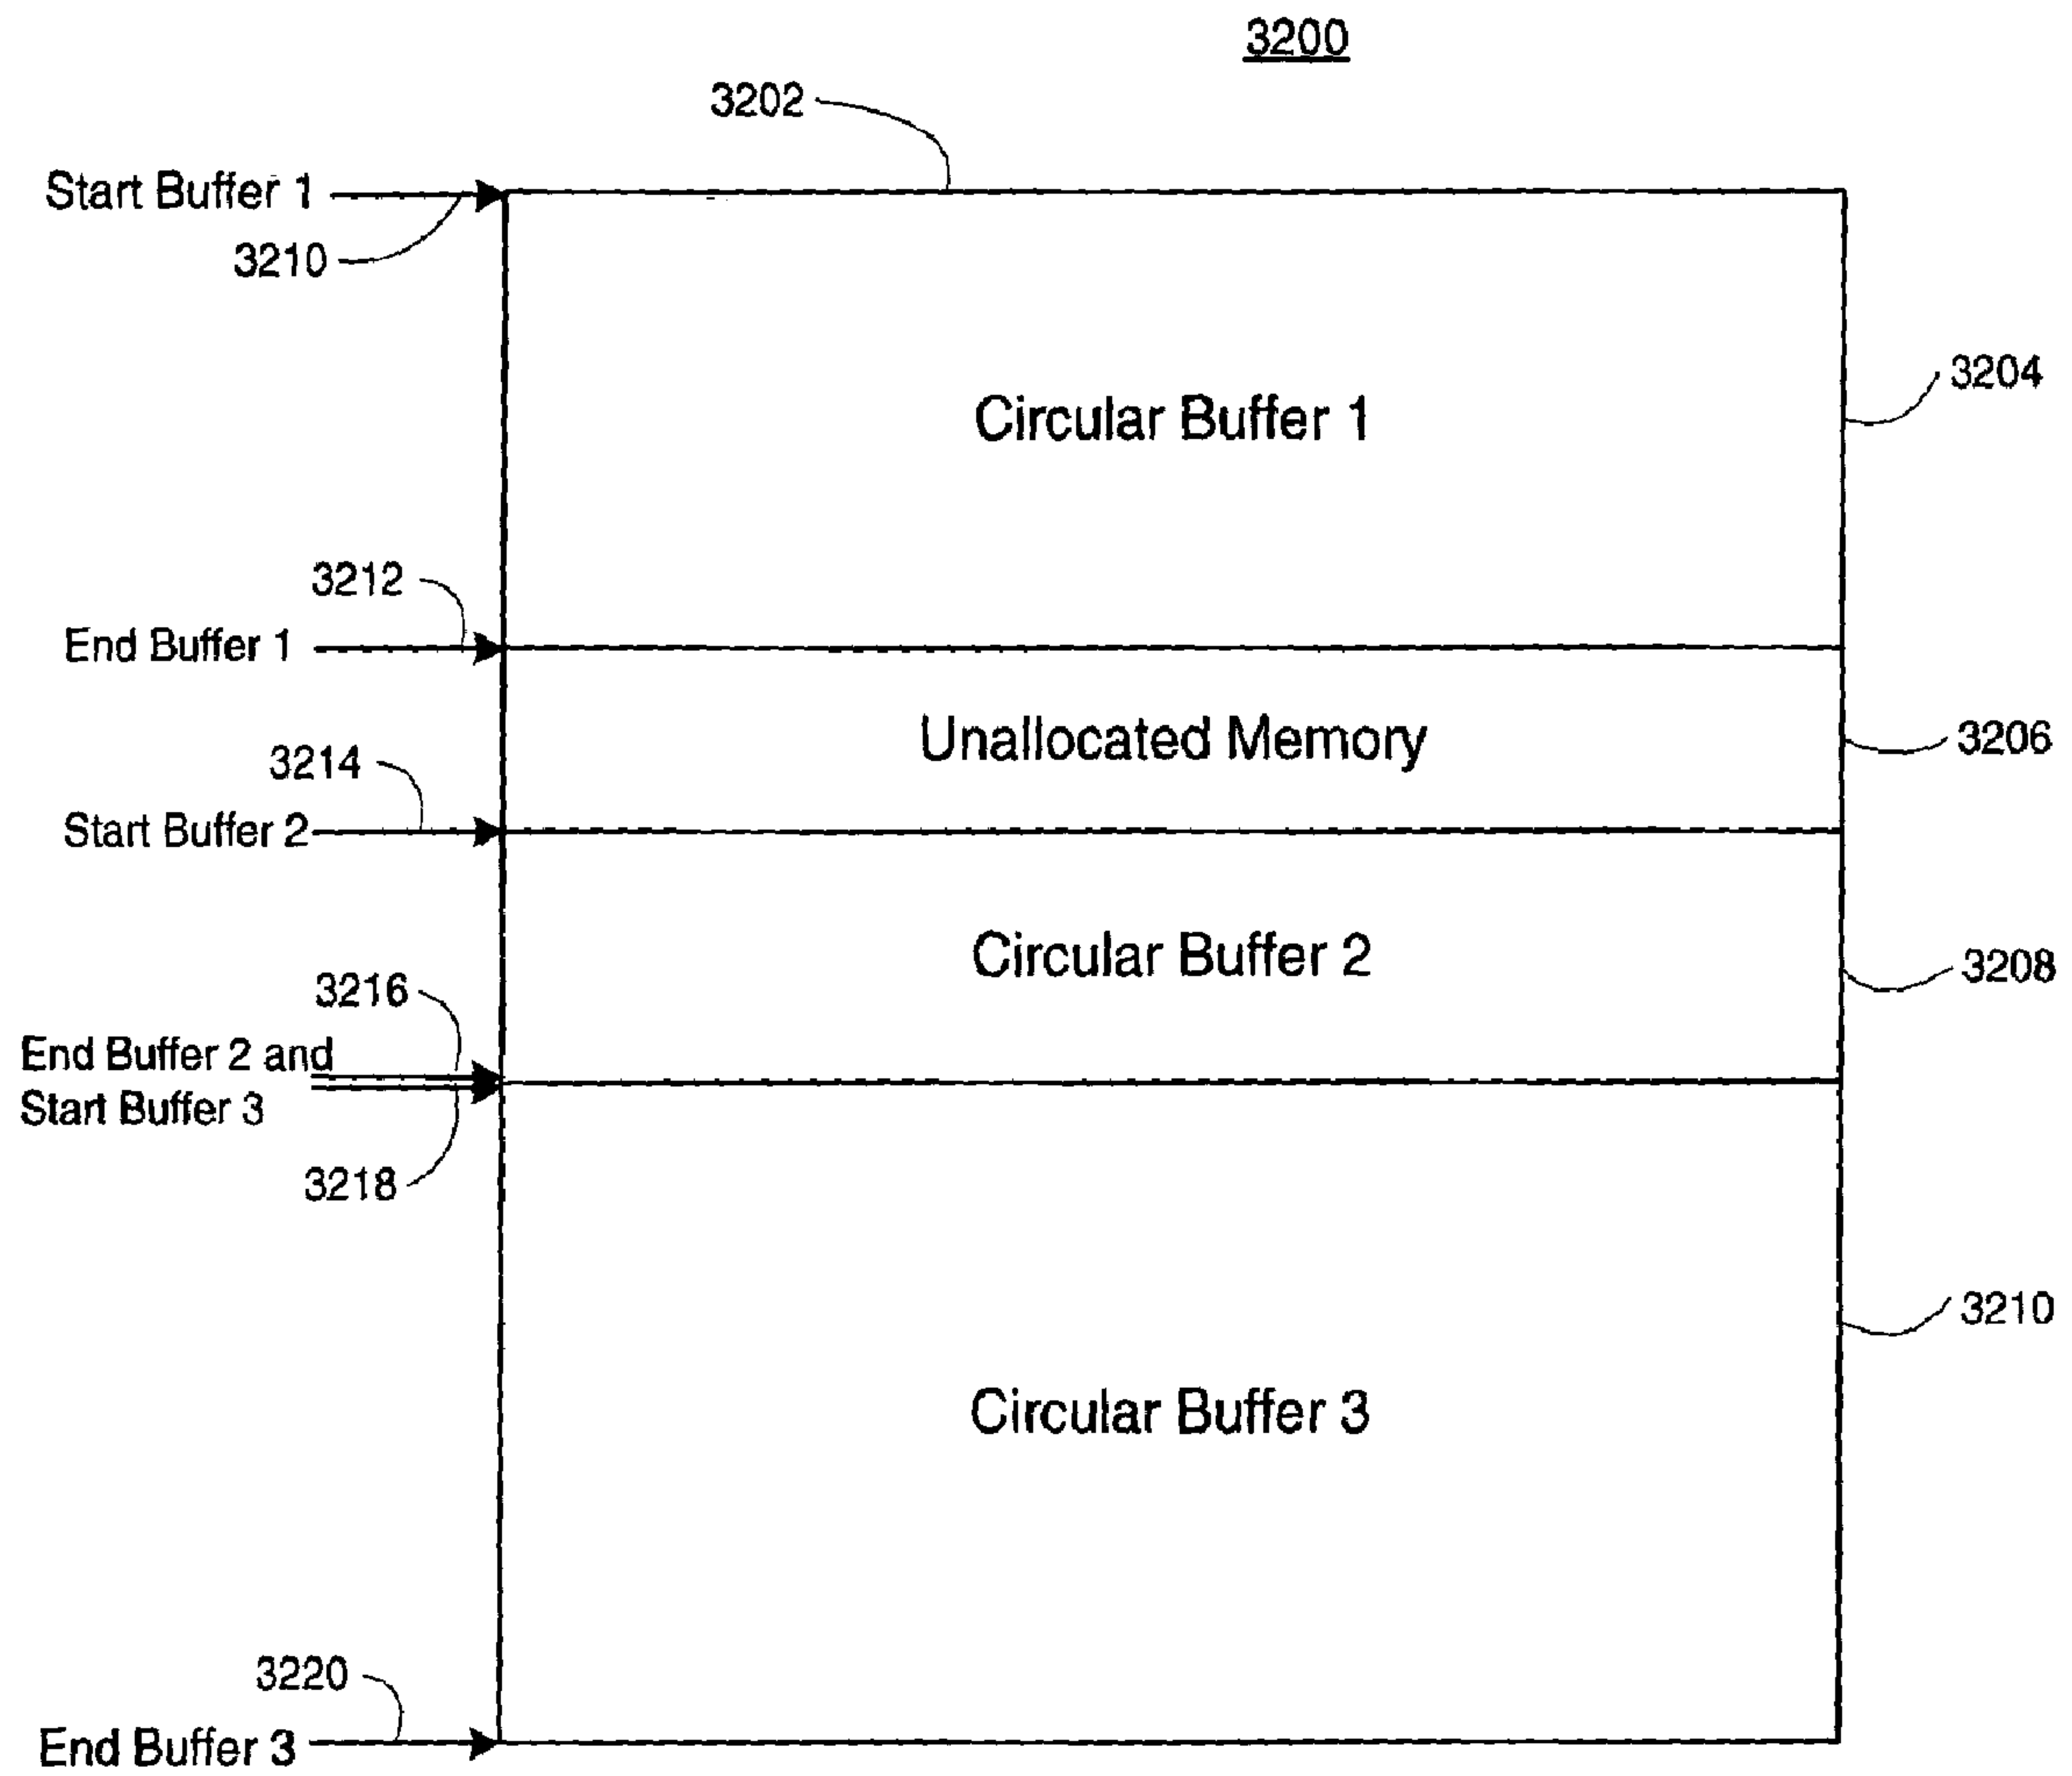 3200
3202
Start Buffer 1
3210
3204
Circular Buffer 1
3212
End Buffer 1
Unallocated Memory
3206
3214
Start Buffer 2
Circular Buffer 2
3208
3216
End Buffer 2 and
Start Buffer 3
3218
3210
Circular Buffer 3
3220
End Buffer 3